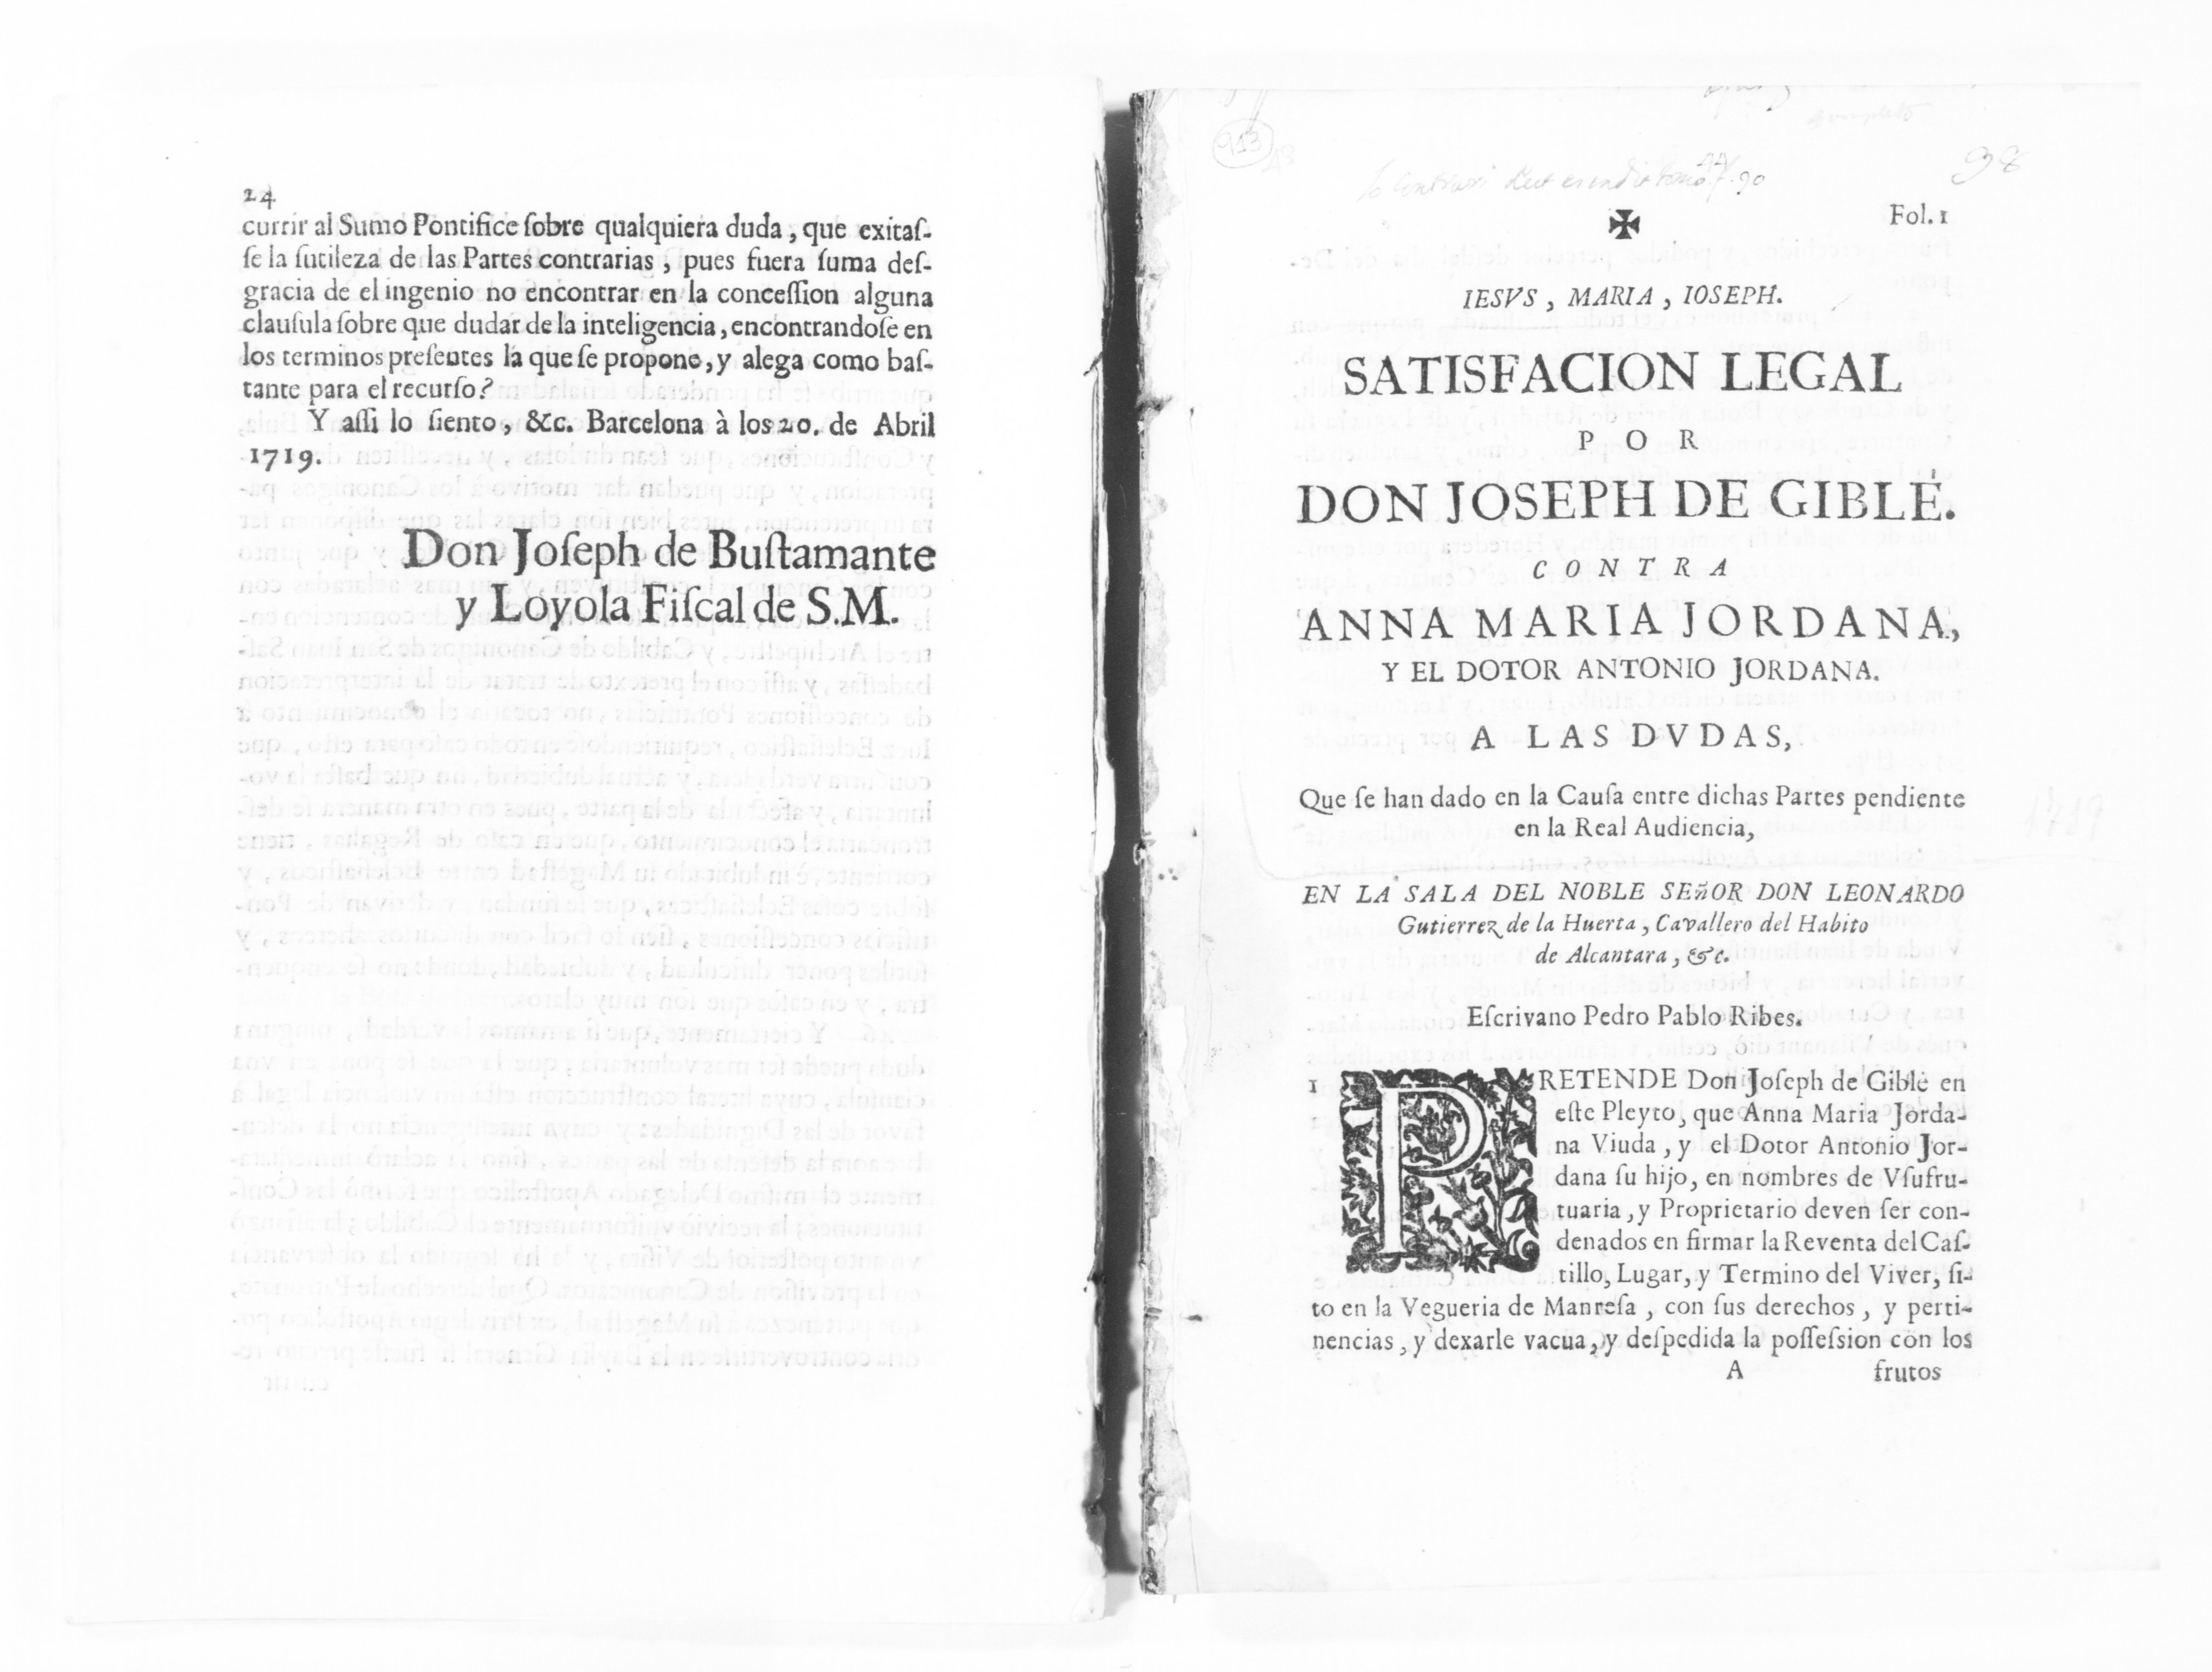 24
currir al Sumo Pontifice ſobre qualquiera duda, que exitaſ-
ſe la ſutileza de las Partes contrarias, pues fuera ſuma deſ-
gracia de el ingenio no encontrar en la conceſſion alguna
clauſula ſobre que dudar de la inteligencia, encontrandoſe en
los terminos preſentes la que ſe propone, y alega como baſ-
tante para el recurſo?
Y aſſi lo ſiento, &c. Barcelona à los 20. de Abril
1719.
Don Joſeph de Buſtamante
y Loyola Fiſcal de S.M.
913
98
Fol. 1
✠
IESVS, MARIA, IOSEPH.
SATISFACION LEGAL
POR
DON JOSEPH DE GIBLÉ.
CONTRA
ANNA MARIA JORDANA,
Y EL DOTOR ANTONIO JORDANA.
A LAS DVDAS,
Que ſe han dado en la Cauſa entre dichas Partes pendiente
en la Real Audiencia,
EN LA SALA DEL NOBLE SEñOR DON LEONARDO
Gutierrez de la Huerta, Cavallero del Habito
de Alcantara, &c.
Eſcrivano Pedro Pablo Ribes.
1 PRETENDE Don Joſeph de Giblè en
eſte Pleyto, que Anna Maria Jorda-
na Viuda, y el Dotor Antonio Jor-
dana ſu hijo, en nombres de Vſufru-
tuaria, y Proprietario deven ſer con-
denados en firmar la Reventa del Caſ-
tillo, Lugar, y Termino del Viver, ſi-
to en la Vegueria de Manreſa, con ſus derechos, y perti-
nencias, y dexarle vacua, y deſpedida la poſſeſsion con los
A frutos